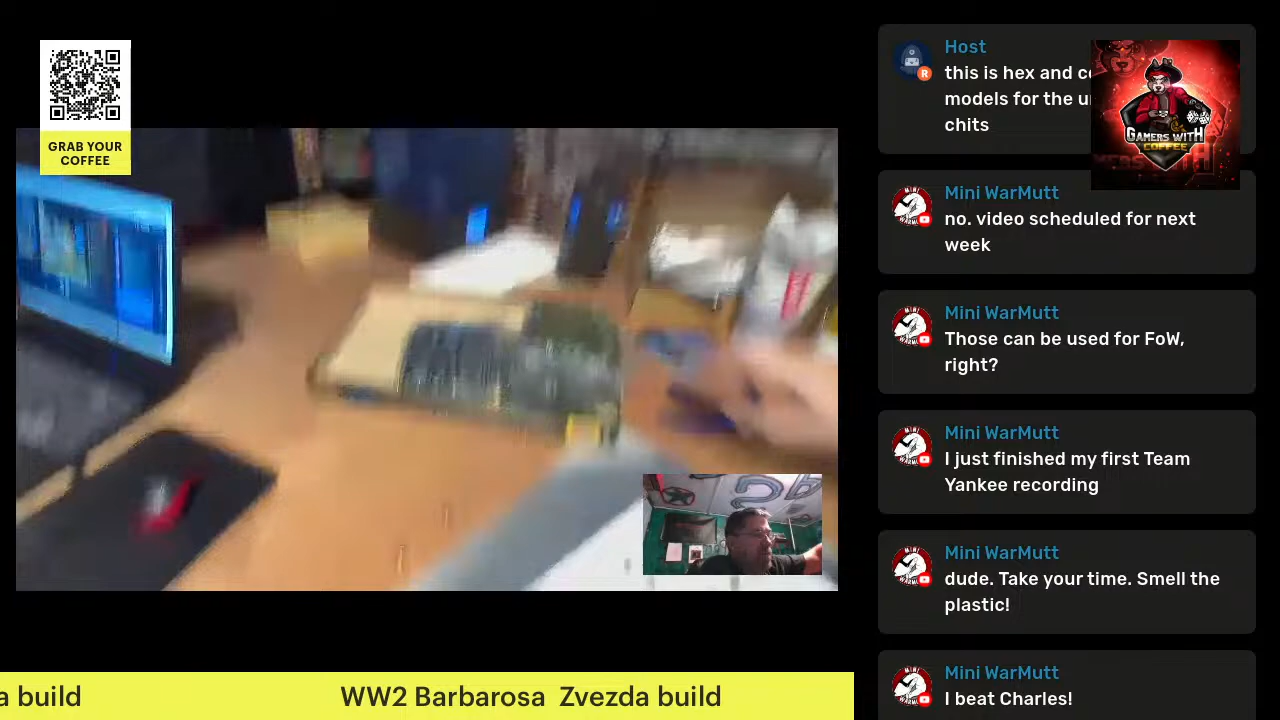 GRAB YOUR
COFFEE
Host
this is hex and
models for the
chits
GAMERS WITH
COFFEE
Mini WarMutt
no. video scheduled for next
week
Mini WarMutt
Those can be used for FoW,
right?
Mini WarMutt
I just finished my first Team
Yankee recording
Mini WarMutt
dude. Take your time. Smell the
plastic!
Mini WarMutt
I beat Charles!
build
WW2 Barbarosa Zvezda build